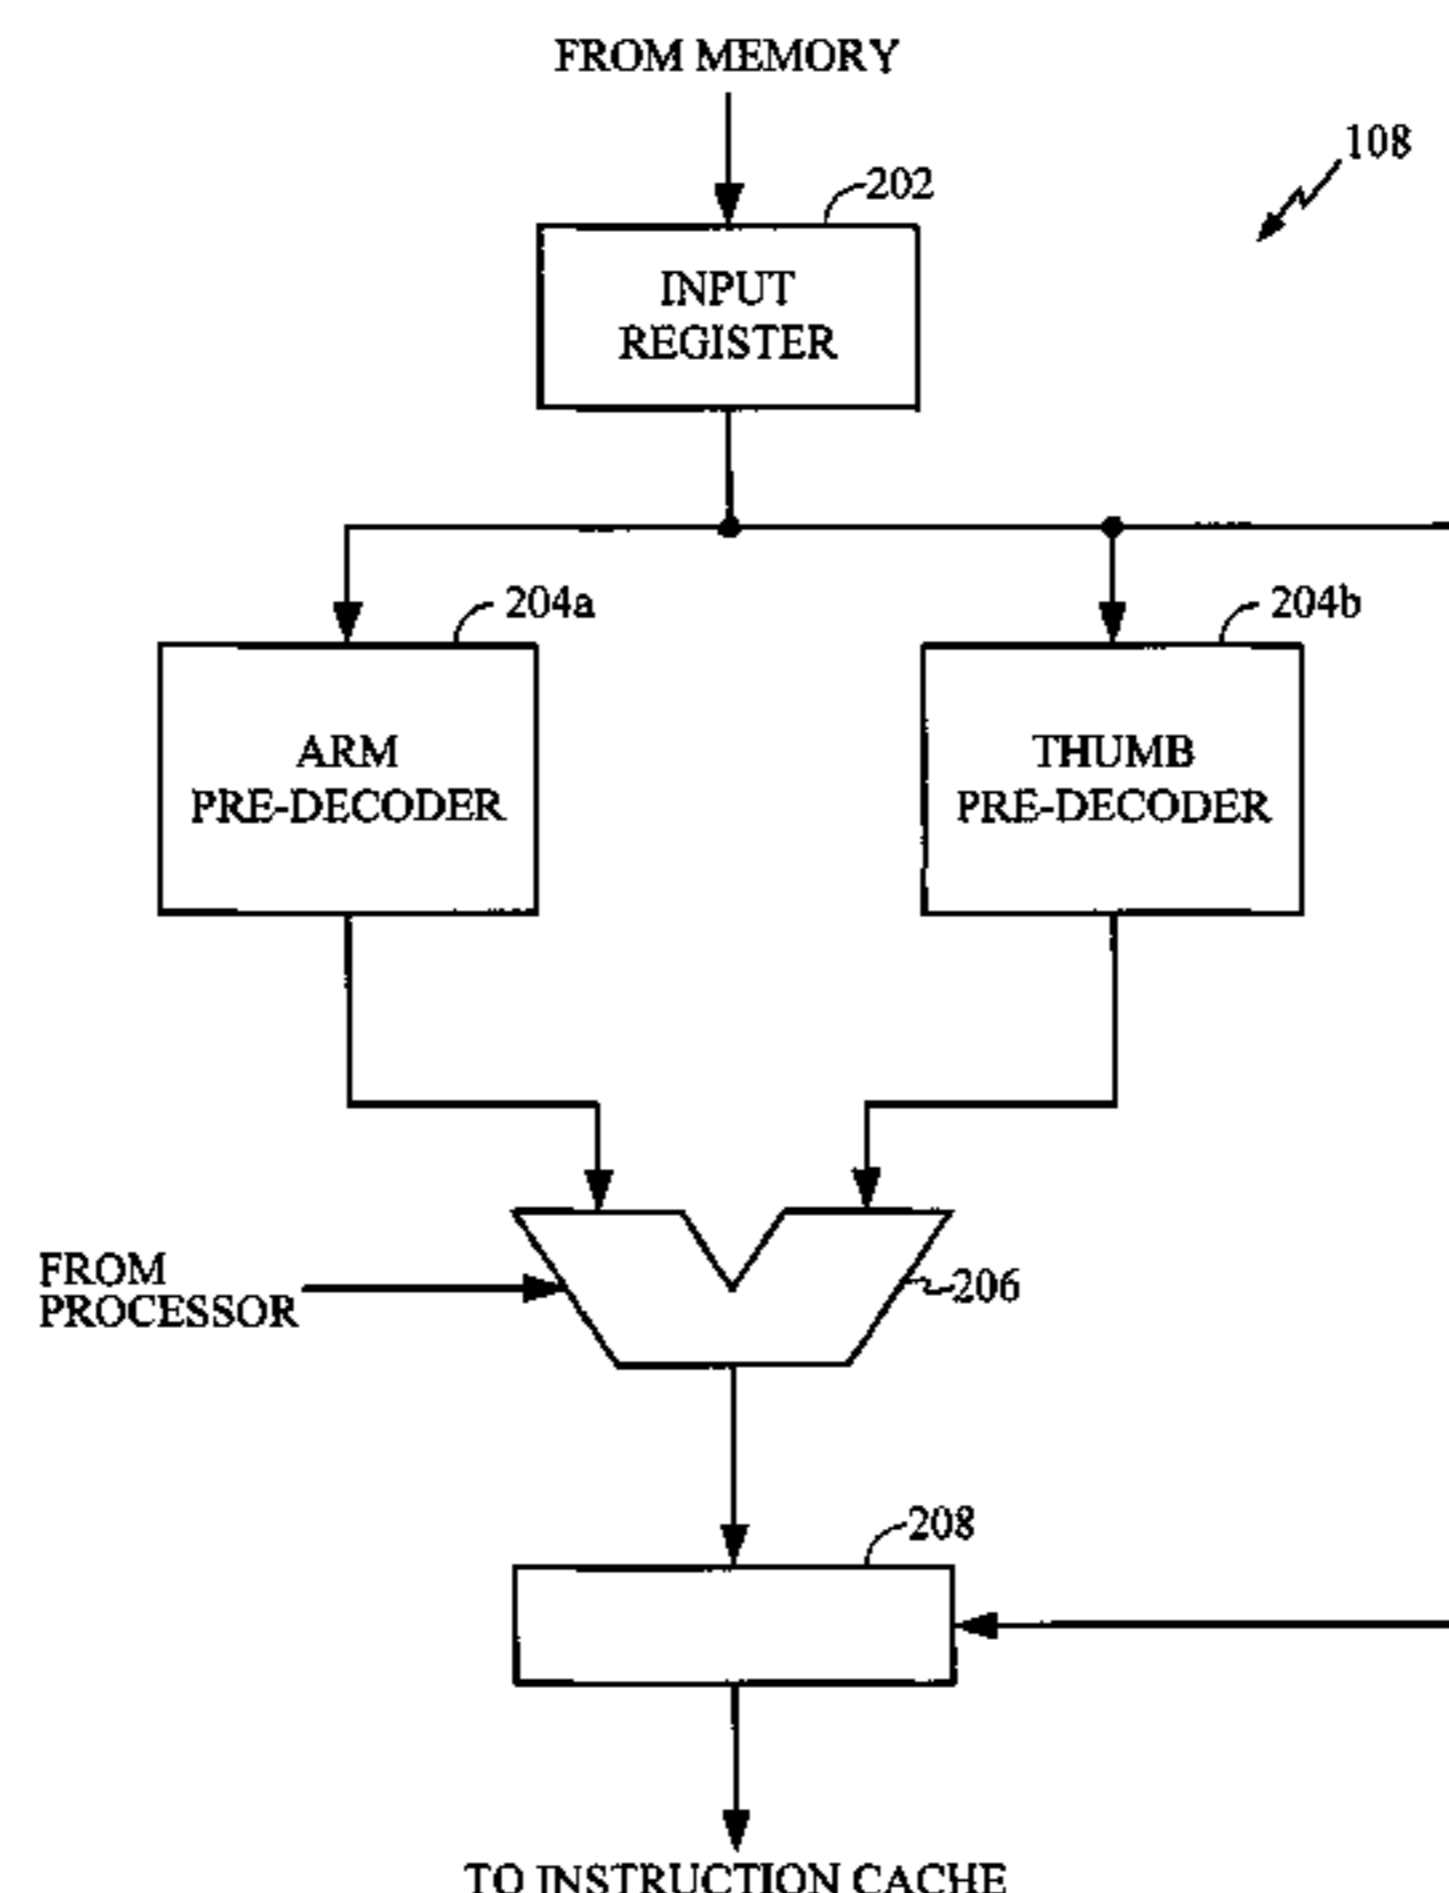 FROM MEMORY
108
202
INPUT
REGISTER
204a
204b
ARM
PRE-DECODER
THUMB
PRE-DECODER
FROM
PROCESSOR
206
208
TO INSTRUCTION CACHE